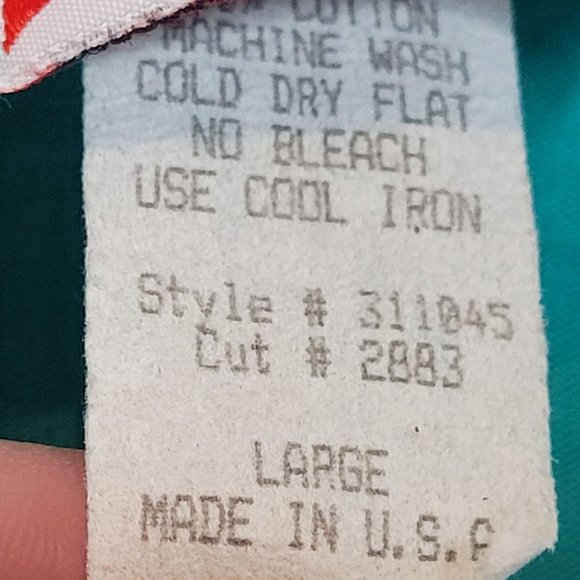 COTTON
MACHINE WASH
COLD DRY FLAT
NO BLEACH
USE COOL IRON
Style # 311045
Cut # 2883
LARGE
MADE IN U.S.A